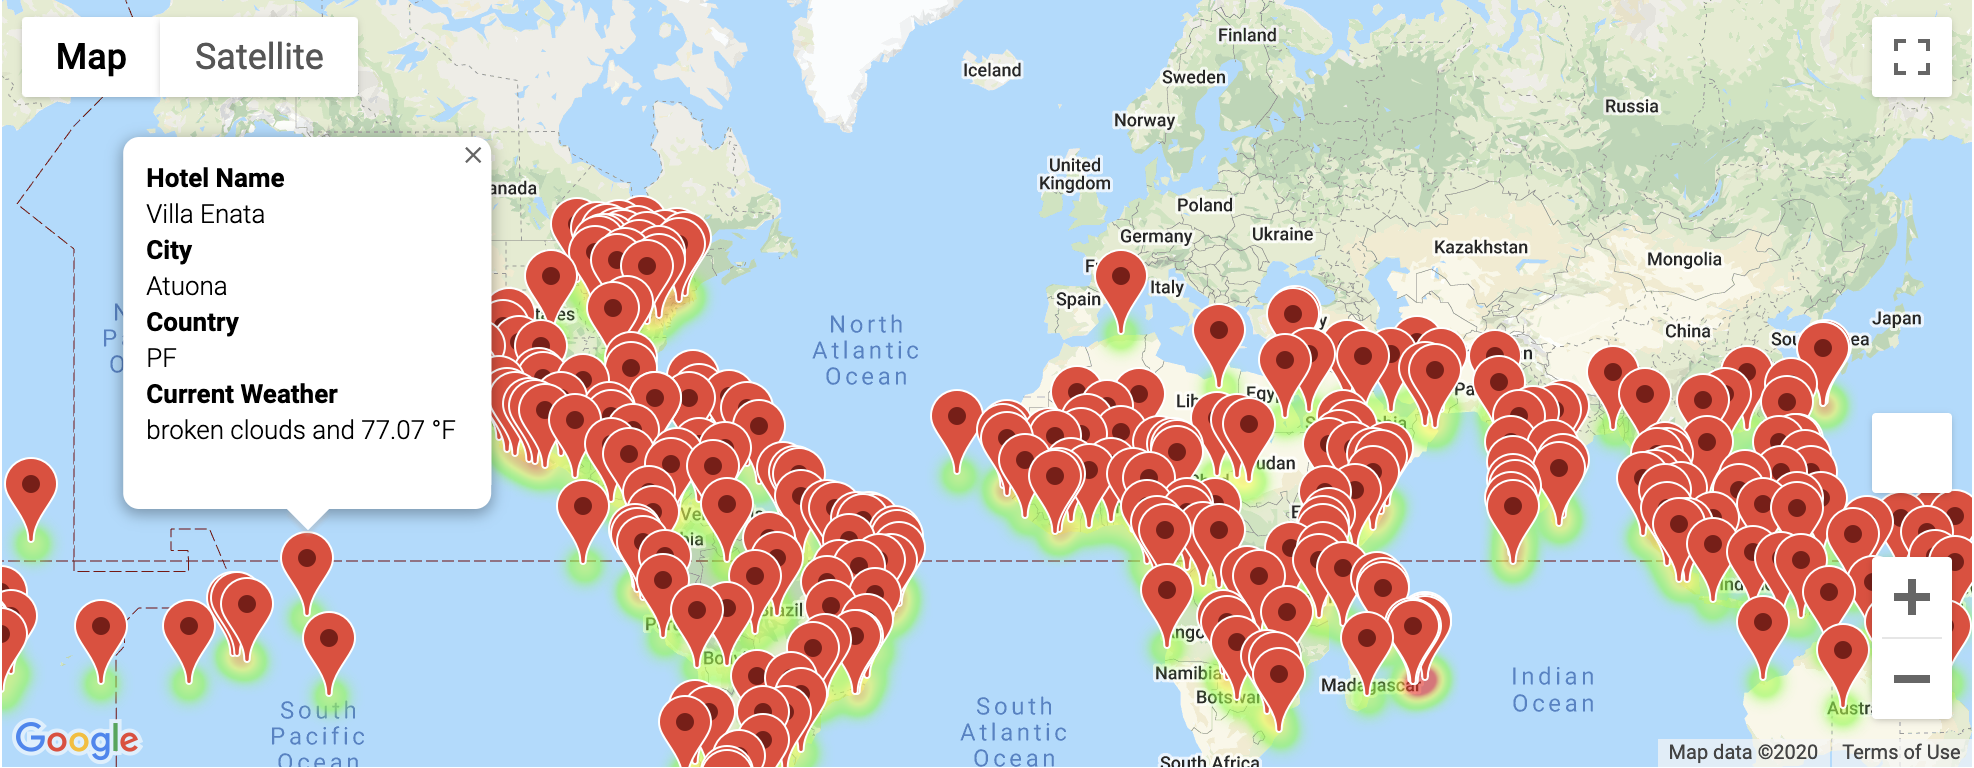 Map
Satellite
Hotel Name
Villa Enata
City
Atuona
Country
PF
Current Weather
broken clouds and 77.07 °F
Iceland
Finland
Sweden
Norway
Russia
United
Kingdom
Poland
Germany
Ukraine
Kazakhstan
Mongolia
Spain
Italy
China
Japan
North
Atlantic
Ocean
South
Pacific
Ocean
South
Atlantic
Ocean
Indian
Ocean
Namibia
Madagascar
South Africa
Google
Map data ©2020
Terms of Use